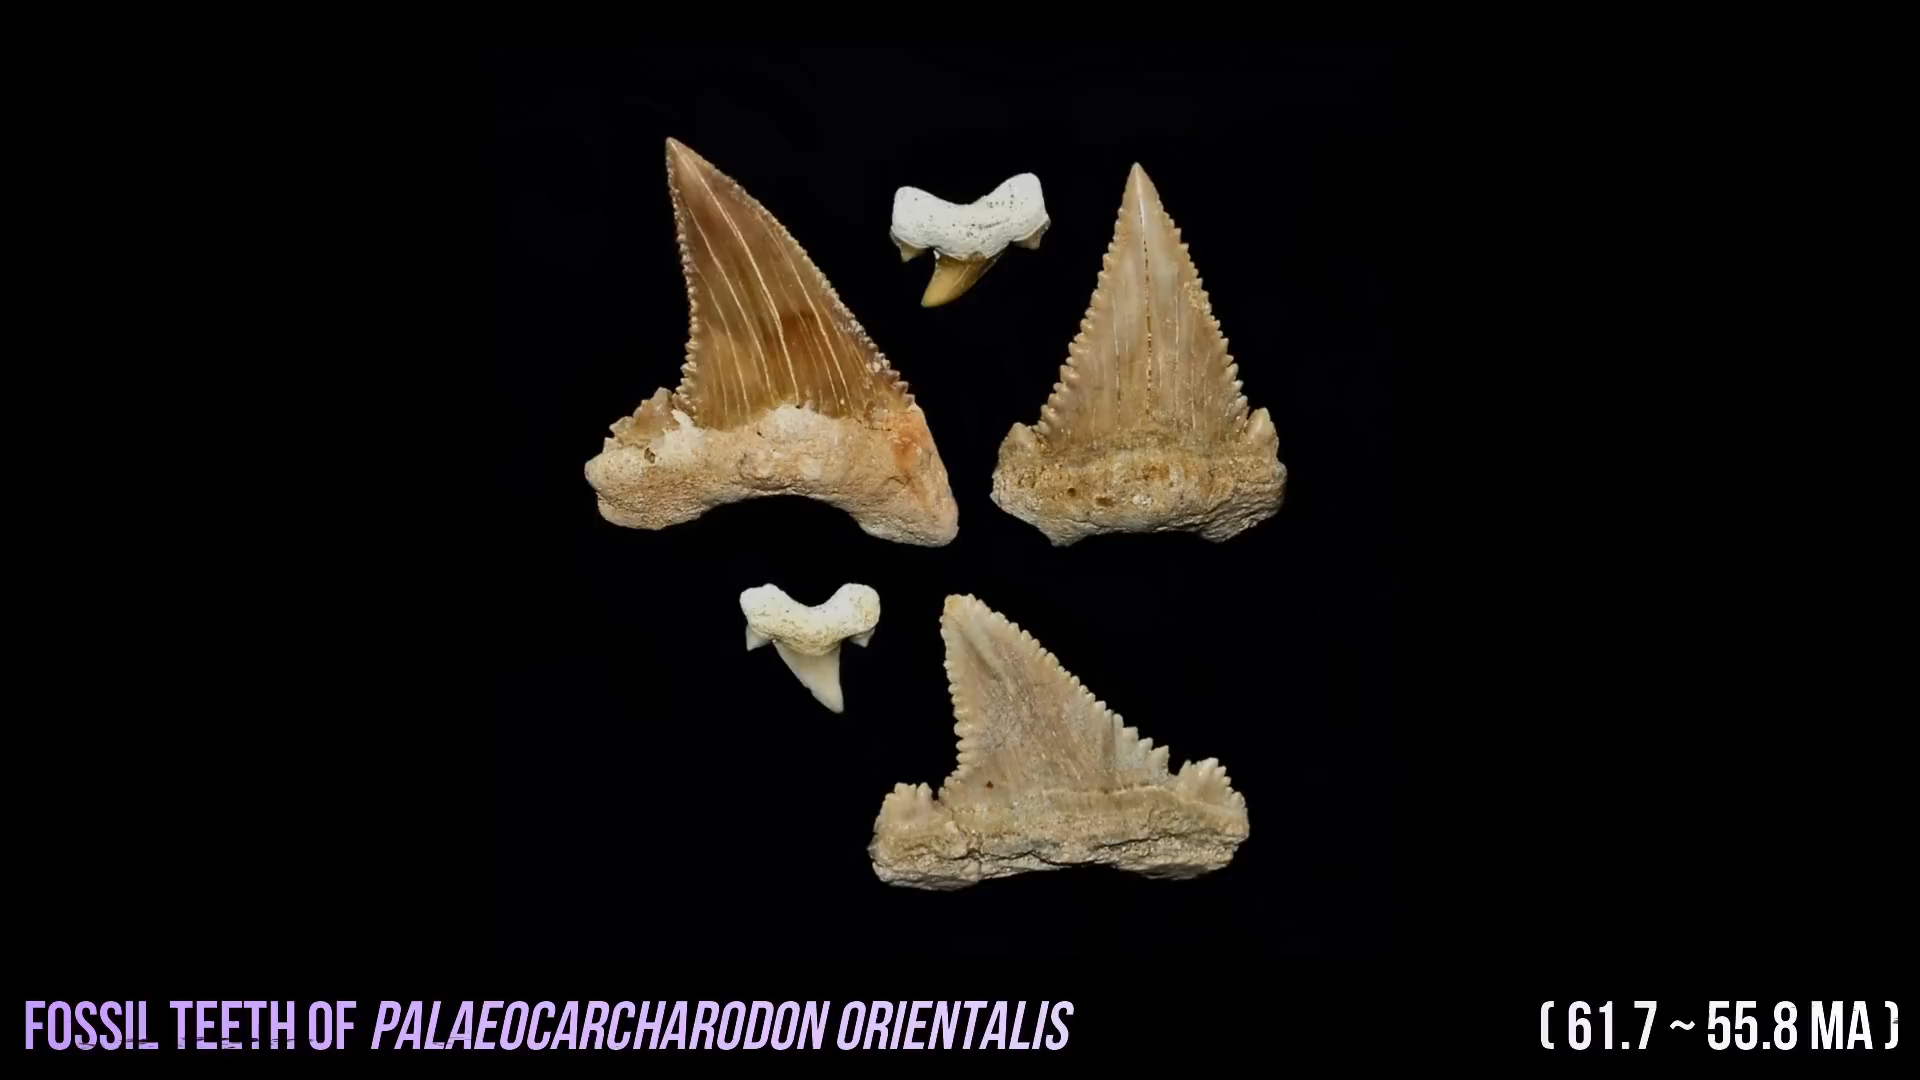 FOSSIL TEETH OF PALAEOCARCHARODON ORIENTALIS
( 61.7 ~ 55.8 MA )